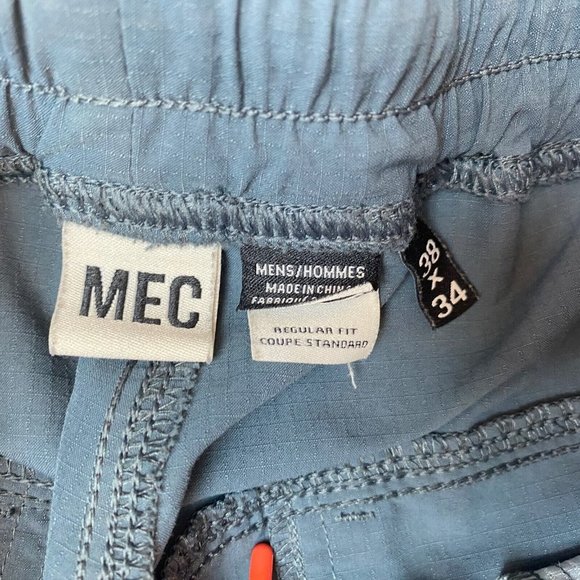 MEC
MENS/HOMMES
MADE IN CHINA
REGULAR FIT
COUPE STANDARD
38
x
34